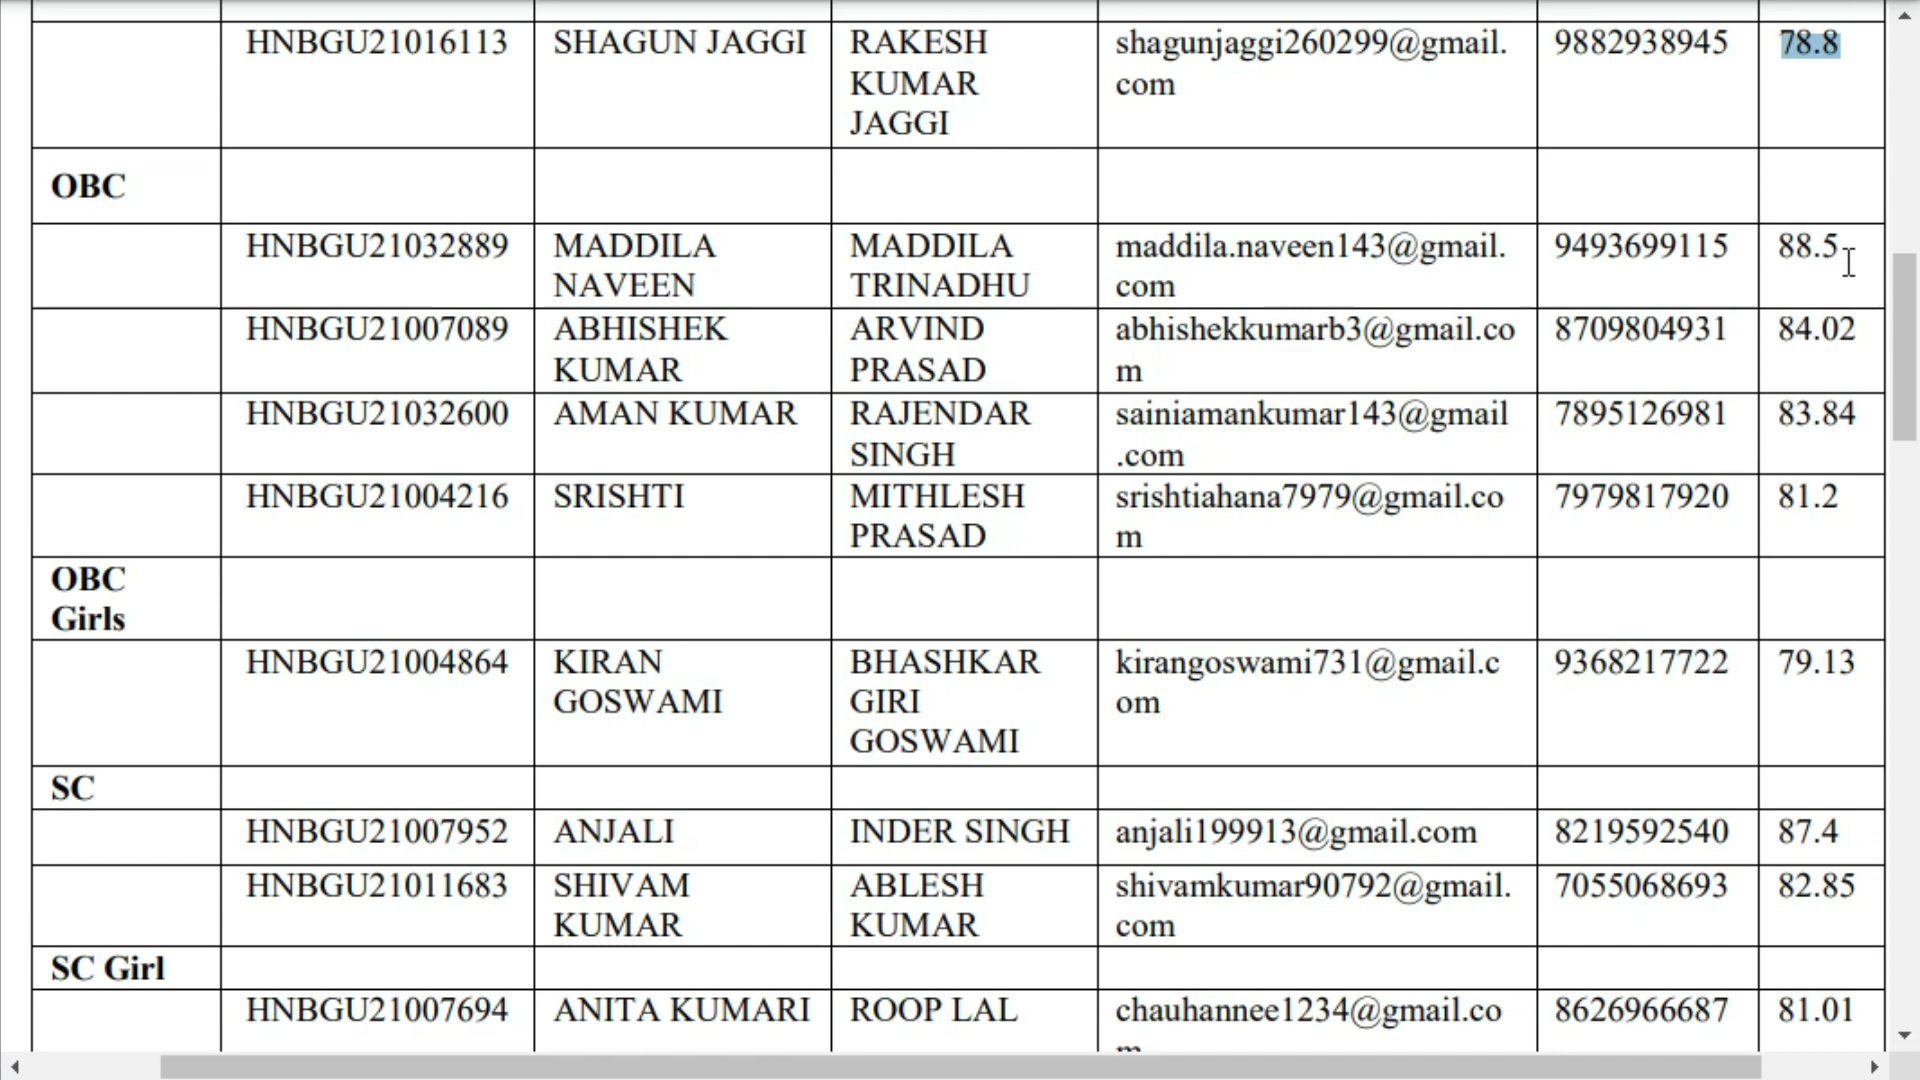 HNBGU21016113 SHAGUN JAGGI RAKESH shagunjaggi260299@gmail. 9882938945 78.8
KUMAR com
JAGGI
OBC
HNBGU21032889 MADDILA MADDILA maddila.naveen143@gmail. 9493699115 88.5
NAVEEN TRINADHU com
HNBGU21007089 ABHISHEK ARVIND abhishekkumarb3@gmail.co 8709804931 84.02
KUMAR PRASAD m
HNBGU21032600 AMAN KUMAR RAJENDAR sainiamankumar143@gmail 7895126981 83.84
SINGH .com
HNBGU21004216 SRISHTI MITHLESH srishtiahana7979@gmail.co 7979817920 81.2
PRASAD m
OBC
Girls
HNBGU21004864 KIRAN BHASHKAR kirangoswami731@gmail.c 9368217722 79.13
GOSWAMI GIRI om
GOSWAMI
SC
HNBGU21007952 ANJALI INDER SINGH anjali199913@gmail.com 8219592540 87.4
HNBGU21011683 SHIVAM ABLESH shivamkumar90792@gmail. 7055068693 82.85
KUMAR KUMAR com
SC Girl
HNBGU21007694 ANITA KUMARI ROOP LAL chauhannee1234@gmail.co 8626966687 81.01